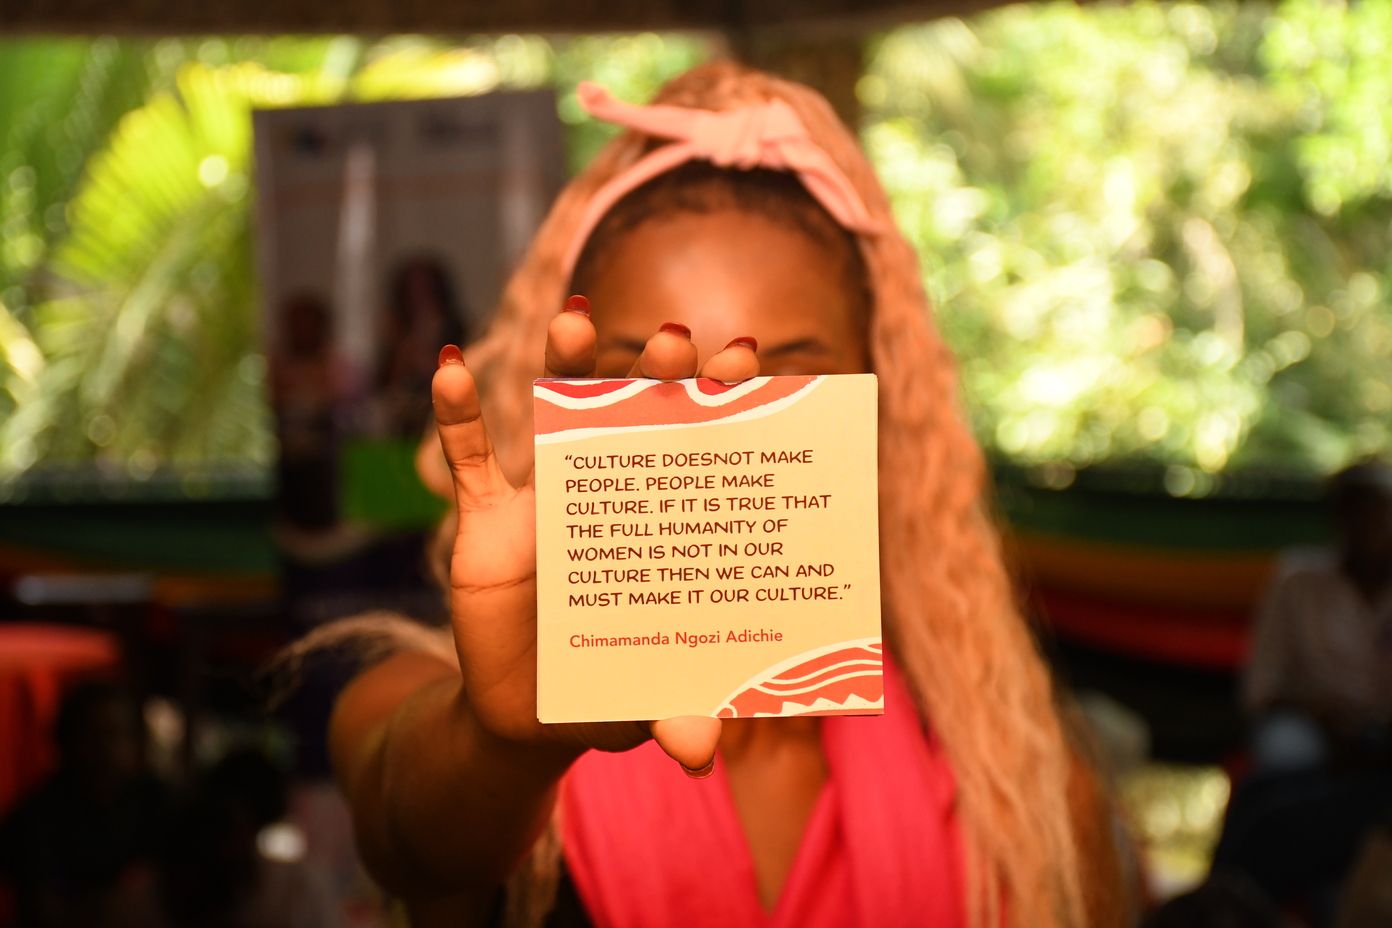 “CULTURE DOESNOT MAKE
PEOPLE. PEOPLE MAKE
CULTURE. IF IT IS TRUE THAT
THE FULL HUMANITY OF
WOMEN IS NOT IN OUR
CULTURE THEN WE CAN AND
MUST MAKE IT OUR CULTURE.”
Chimamanda Ngozi Adichie